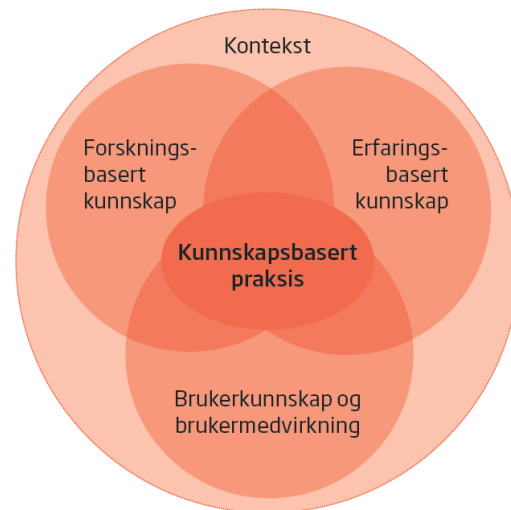 Kontekst
Forsknings-
basert
kunnskap
Erfarings-
basert
kunnskap
Kunnskapsbasert
praksis
Brukerkunnskap og
brukermedvirkning